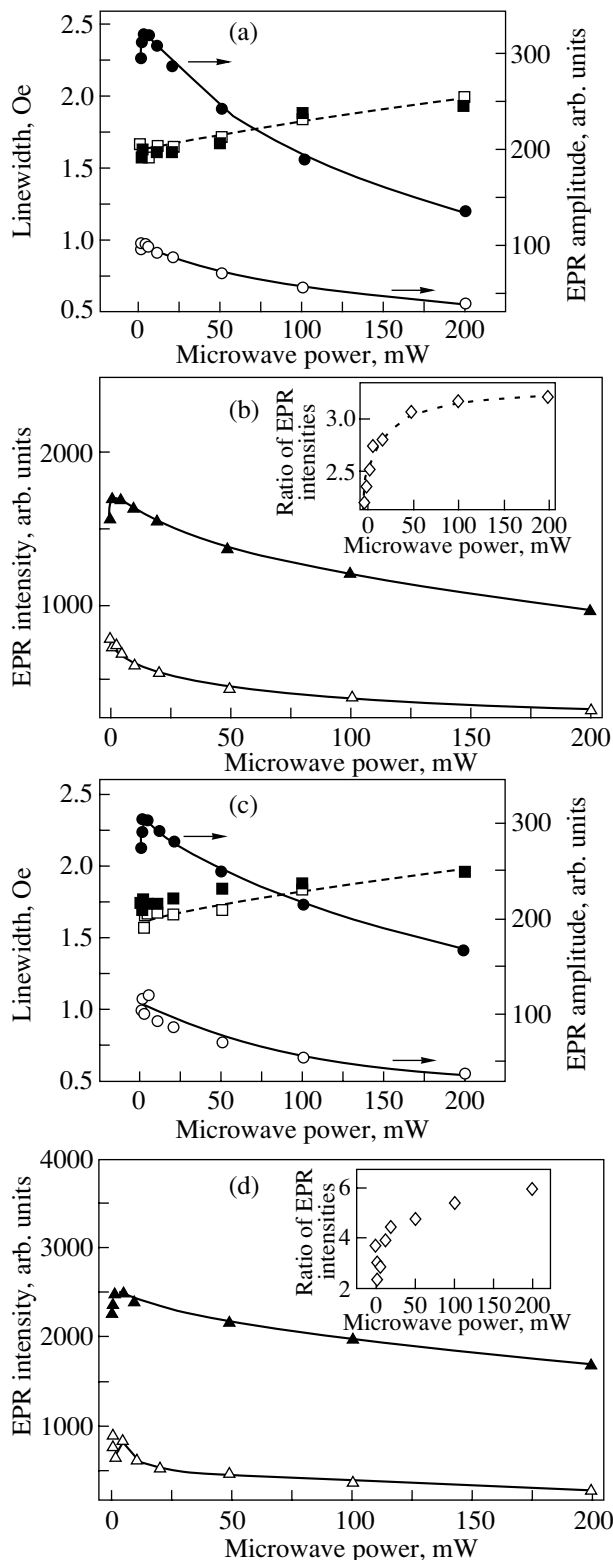 (a)
Linewidth, Oe
2.5
2.0
1.5
1.0
0.5
300
200
100
EPR amplitude, arb. units
0 50 100 150 200
Microwave power, mW
(b)
EPR intensity, arb. units
2000
1000
Ratio of EPR
intensities
3.0
2.5
0 50 100 150 200
Microwave power, mW
0 50 100 150 200
Microwave power, mW
(c)
Linewidth, Oe
2.5
2.0
1.5
1.0
0.5
300
200
100
EPR amplitude, arb. units
0 50 100 150 200
Microwave power, mW
(d)
EPR intensity, arb. units
4000
3000
2000
1000
Ratio of EPR
intensities
6
4
2
0 50 100 150 200
Microwave power, mW
0 50 100 150 200
Microwave power, mW